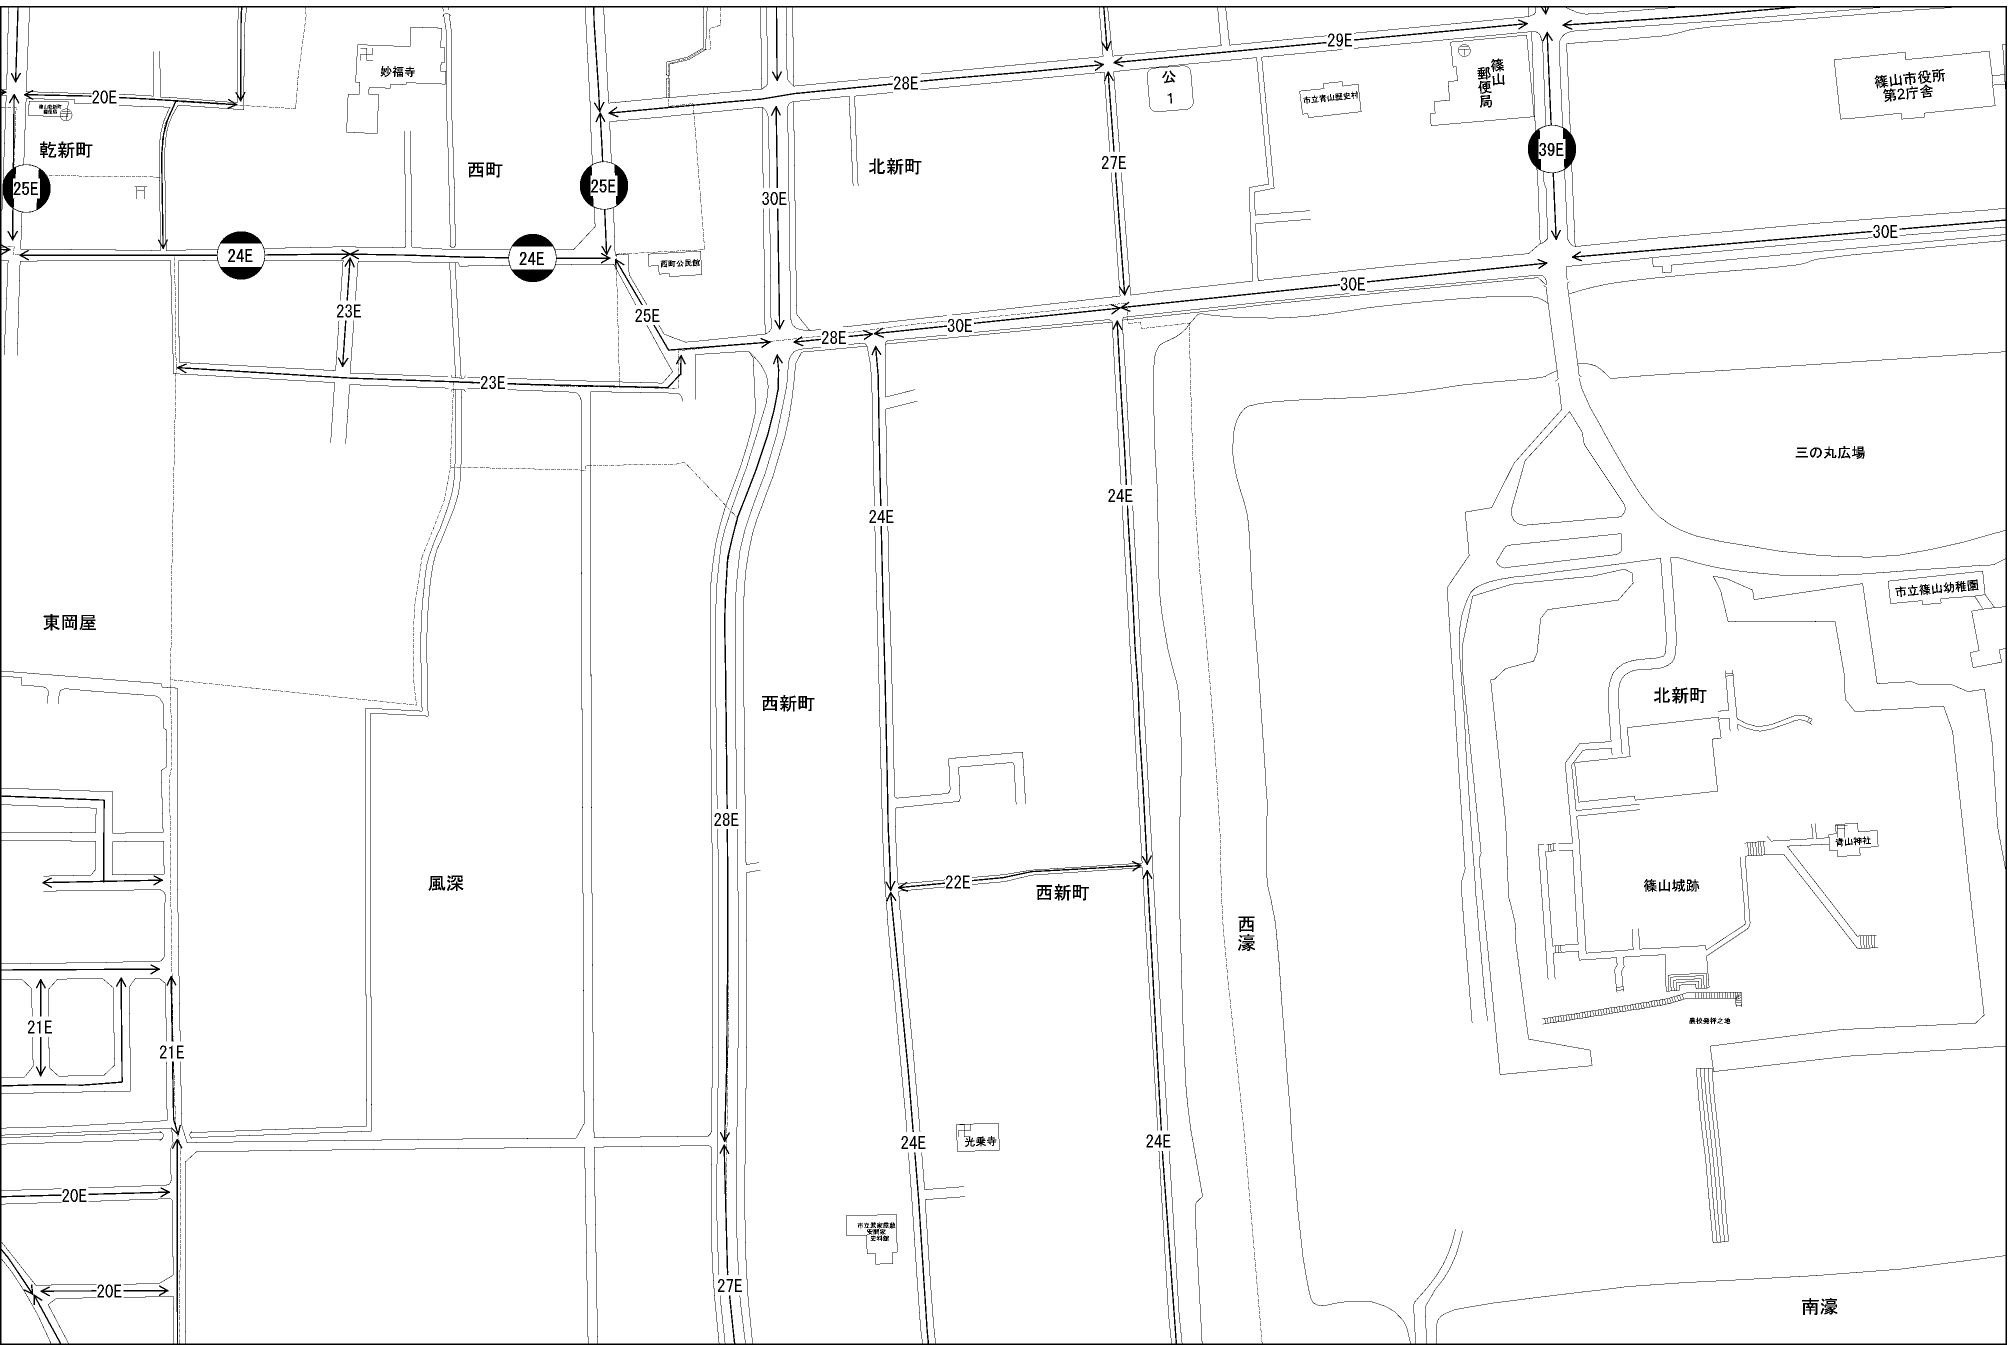 29E
28E
公
1
篠山
郵便局
篠山市役所
第2庁舎
妙福寺
20E
市立青山歴史村
乾新町
西町
北新町
27E
39E
25E
25E
30E
30E
24E
24E
西町公民館
30E
23E
25E
30E
28E
23E
三の丸広場
24E
24E
市立篠山幼稚園
東岡屋
北新町
西新町
28E
青山神社
風深
22E
西新町
篠山城跡
西濠
21E
21E
24E
光乗寺
24E
20E
27E
20E
南濠